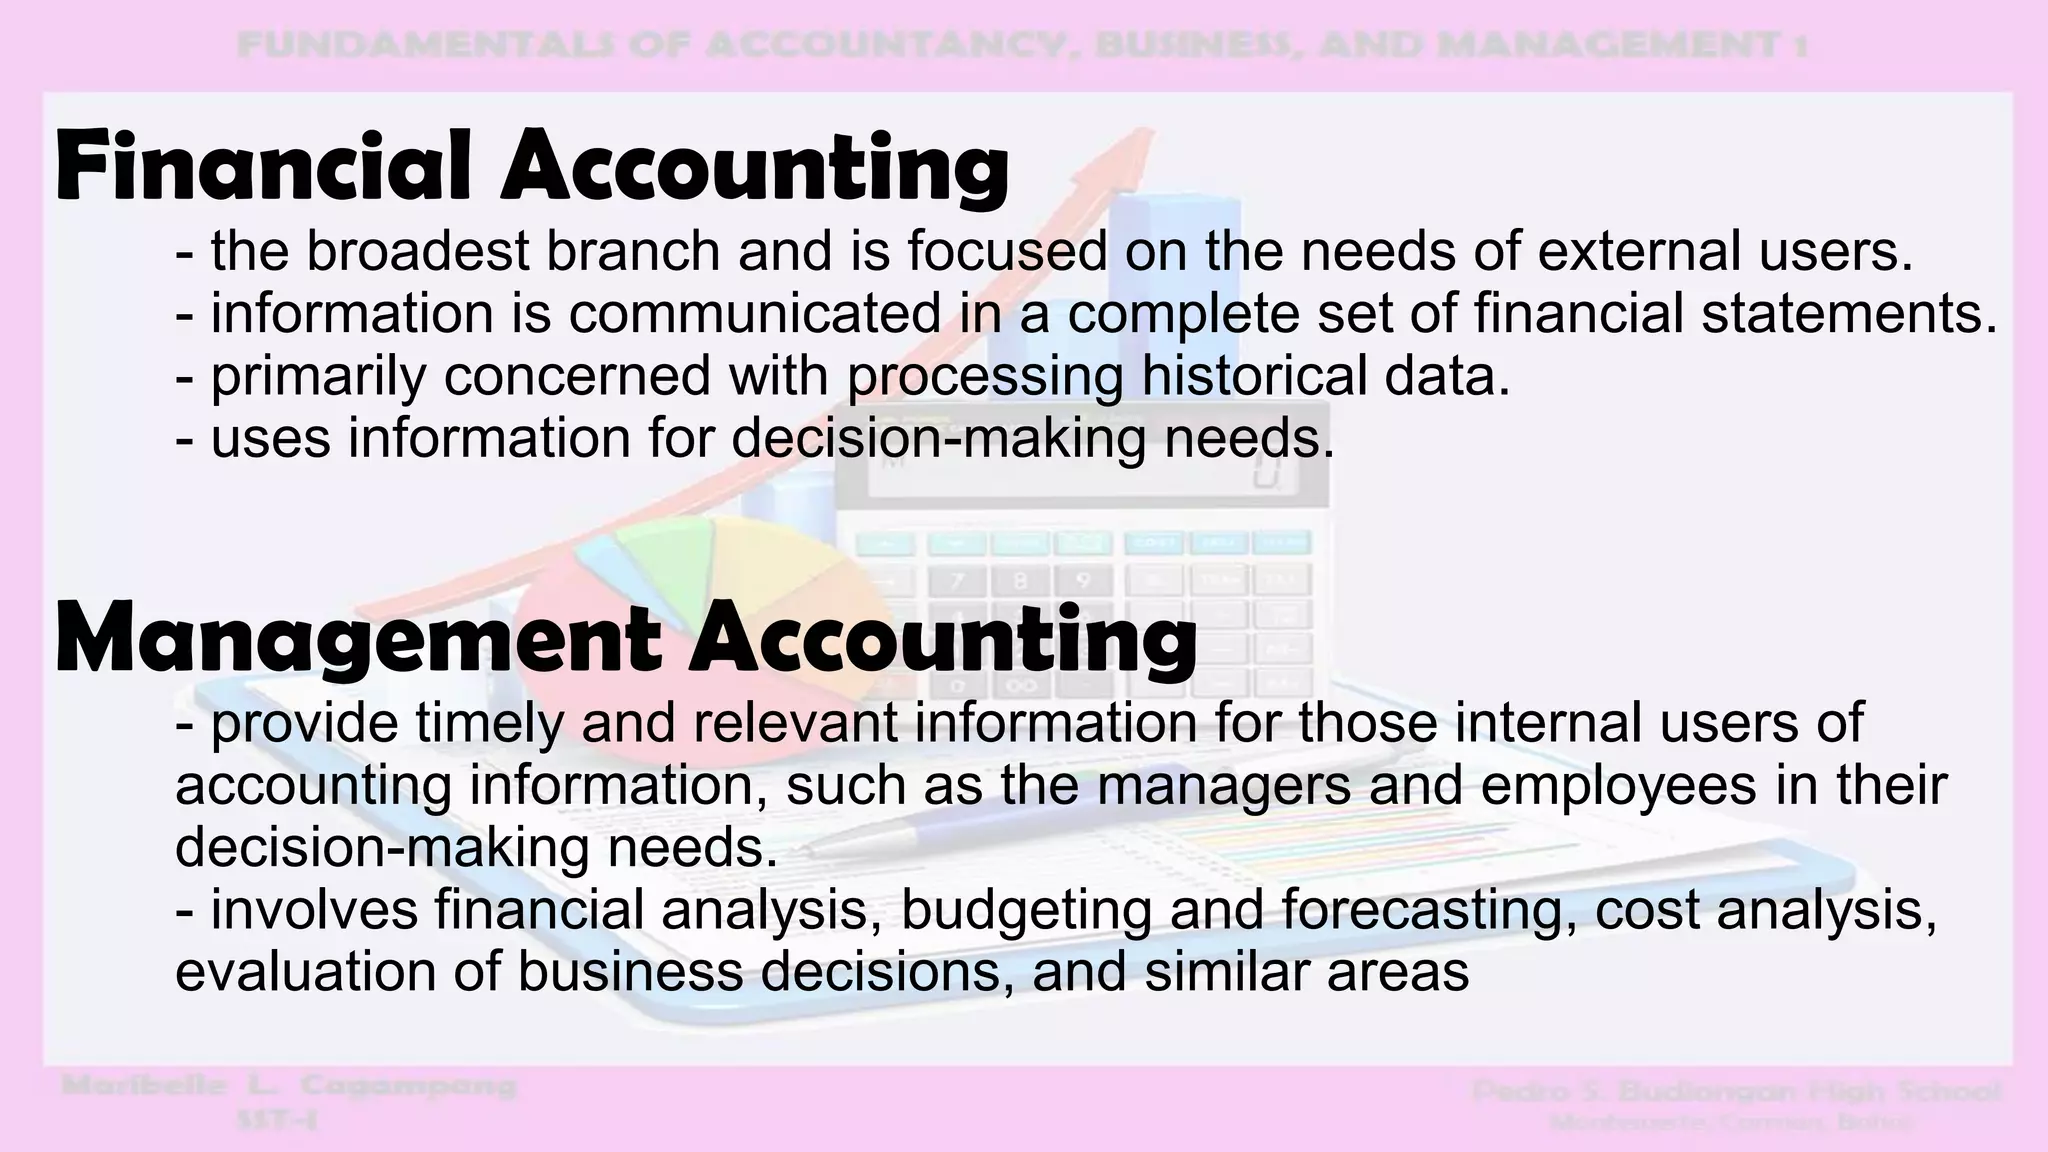 FUNDAMENTALS OF ACCOUNTANCY, BUSINESS, AND MANAGEMENT 1
Financial Accounting
- the broadest branch and is focused on the needs of external users.
- information is communicated in a complete set of financial statements.
- primarily concerned with processing historical data.
- uses information for decision-making needs.
Management Accounting
- provide timely and relevant information for those internal users of
accounting information, such as the managers and employees in their
decision-making needs.
- involves financial analysis, budgeting and forecasting, cost analysis,
evaluation of business decisions, and similar areas
Maribelle L. Cagampang
SST-I
Pedro S. Budlongan High School
Carmen, Bohol